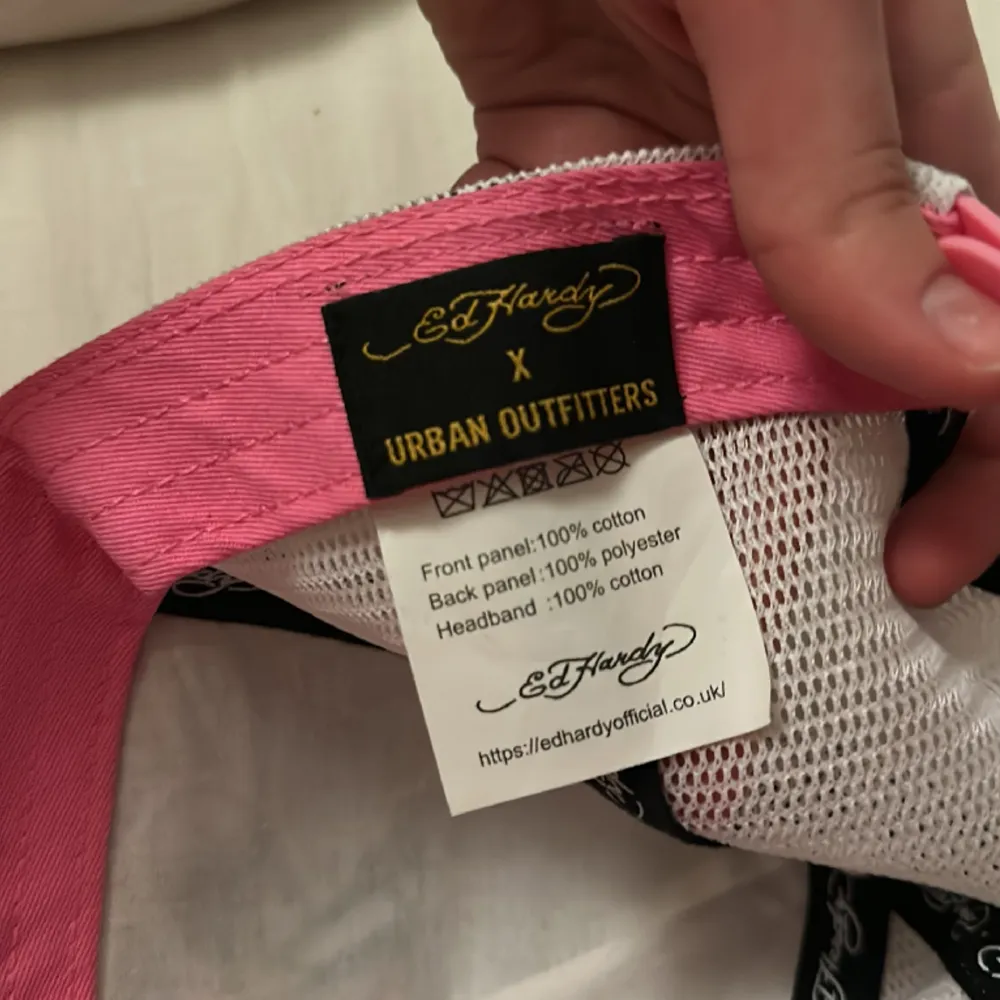 Ed Hardy
X
URBAN OUTFITTERS
Front panel:100% cotton
Back panel:100% polyester
Headband :100% cotton
Ed Hardy
https://edhardyofficial.co.uk/